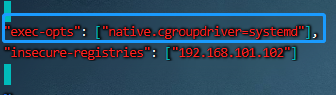 "exec-opts": ["native.cgroupdriver=systemd"],
"insecure-registries": ["192.168.101.102"]